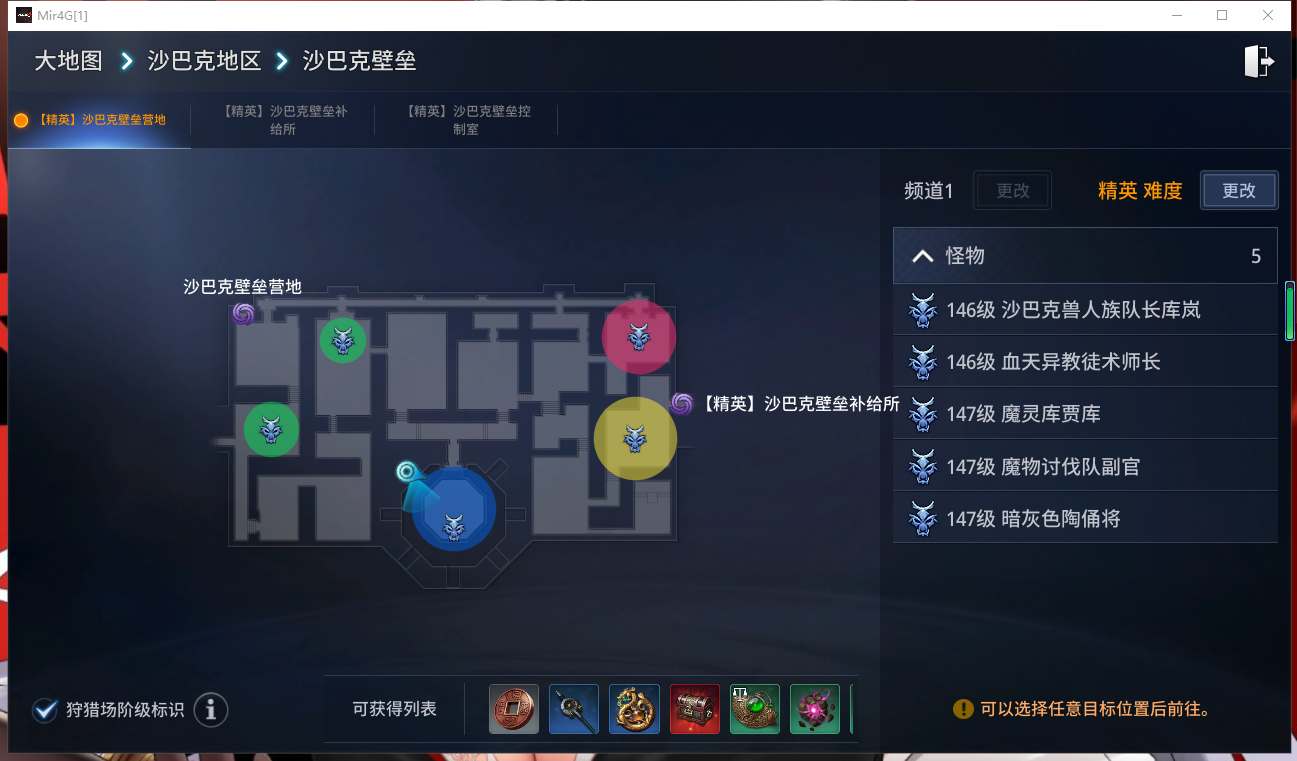 Mir4G[1]
大地图 沙巴克地区 沙巴克壁垒
【精英】沙巴克壁垒营地
【精英】沙巴克壁垒补
给所
【精英】沙巴克壁垒控
制室
频道1 更改 精英 难度 更改
怪物 5
146级 沙巴克兽人族队长库岚
146级 血天异教徒术师长
147级 魔灵库贾库
147级 魔物讨伐队副官
147级 暗灰色陶俑将
沙巴克壁垒营地
【精英】沙巴克壁垒补给所
狩猎场阶级标识
可获得列表
可以选择任意目标位置后前往。